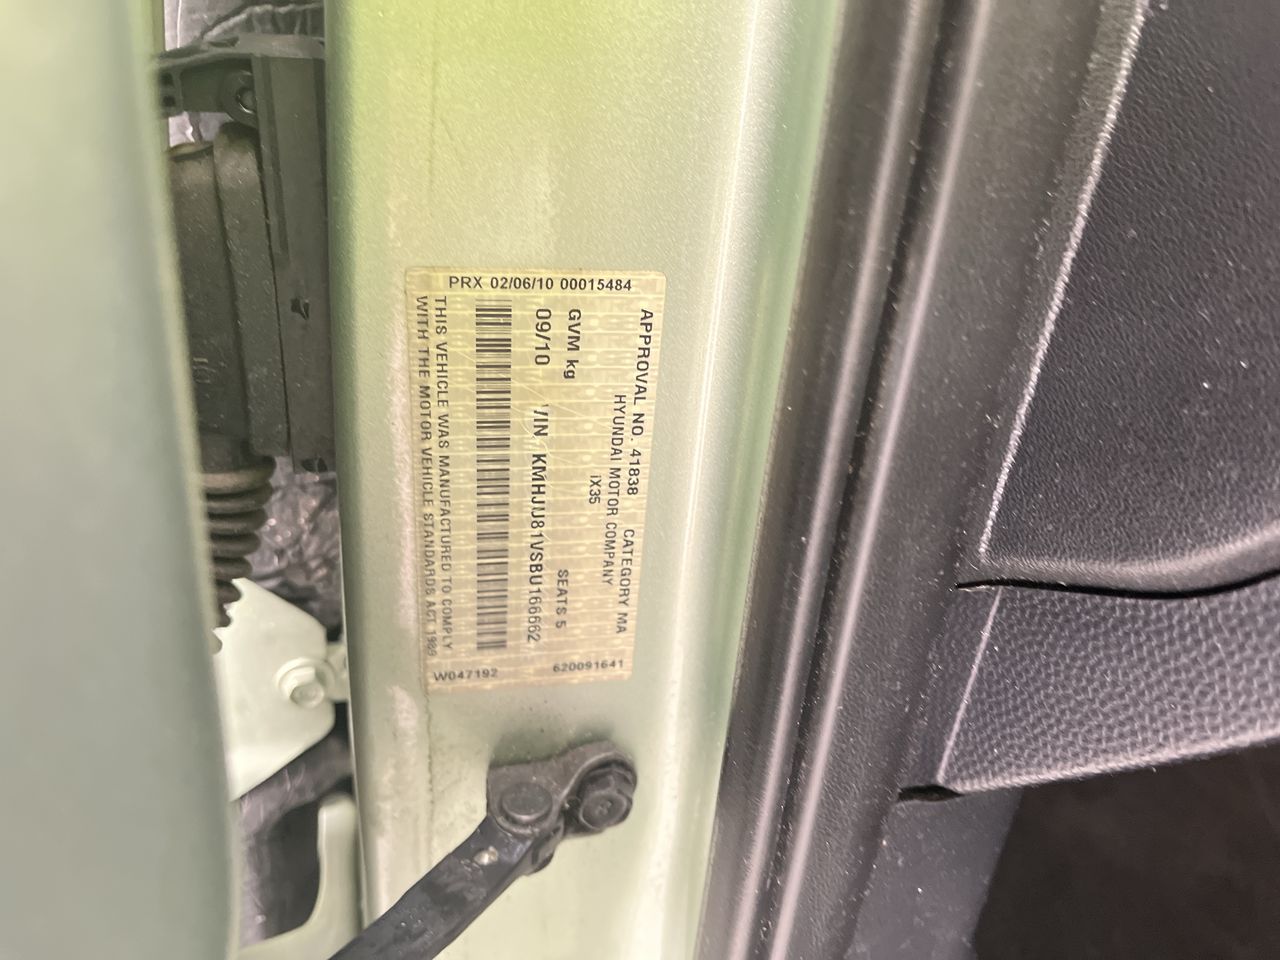 PRX 02/06/10 00015484
APPROVAL NO. 41838 CATEGORY MA
HYUNDAI MOTOR COMPANY
iX35
GVM kg SEATS 5
09/10 VIN KMHJU81VSBU166662
THIS VEHICLE WAS MANUFACTURED TO COMPLY
WITH THE MOTOR VEHICLE STANDARDS ACT 1989
620091641
W047192